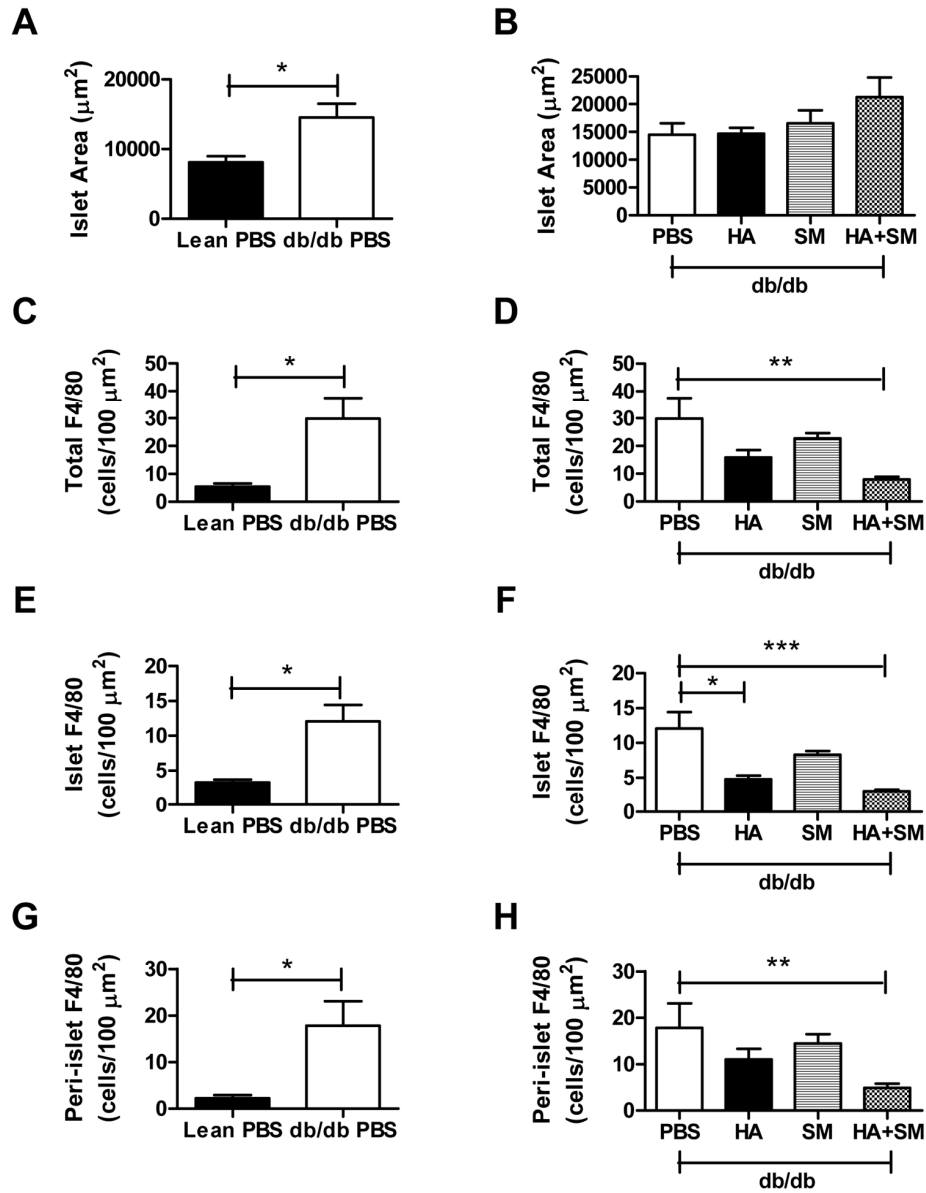 A
Islet Area (μm²)
20000
10000
0
*
Lean PBS db/db PBS
B
Islet Area (μm²)
25000
20000
15000
10000
5000
0
PBS HA SM HA+SM
db/db
C
Total F4/80
(cells/100 μm²)
50
40
30
20
10
0
*
Lean PBS db/db PBS
D
Total F4/80
(cells/100 μm²)
50
40
30
20
10
0
**
PBS HA SM HA+SM
db/db
E
Islet F4/80
(cells/100 μm²)
20
15
10
5
0
*
Lean PBS db/db PBS
F
Islet F4/80
(cells/100 μm²)
20
15
10
5
0
***
*
PBS HA SM HA+SM
db/db
G
Peri-islet F4/80
(cells/100 μm²)
30
20
10
0
*
Lean PBS db/db PBS
H
Peri-islet F4/80
(cells/100 μm²)
30
20
10
0
**
PBS HA SM HA+SM
db/db